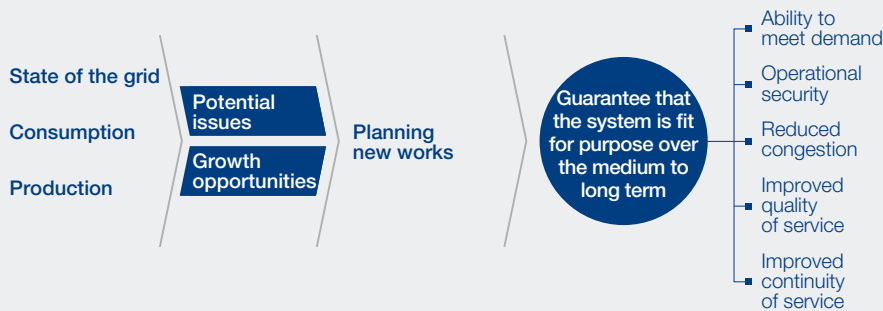 State of the grid
Consumption
Production
Potential
issues
Growth
opportunities
Planning
new works
Guarantee that
the system is fit
for purpose over
the medium to
long term
Ability to
meet demand
Operational
security
Reduced
congestion
Improved
quality
of service
Improved
continuity
of service